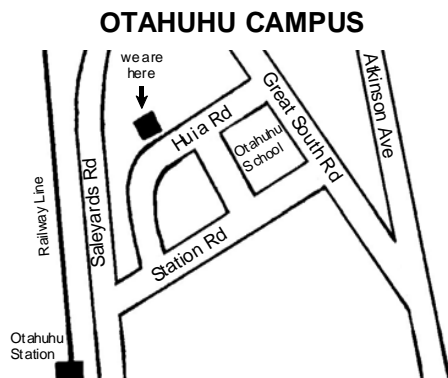 OTAHUHU CAMPUS
we are
here
Huia Rd
Great South Rd
Atkinson Ave
Otahuhu
School
Saleyards Rd
Railway Line
Station Rd
Otahuhu
Station